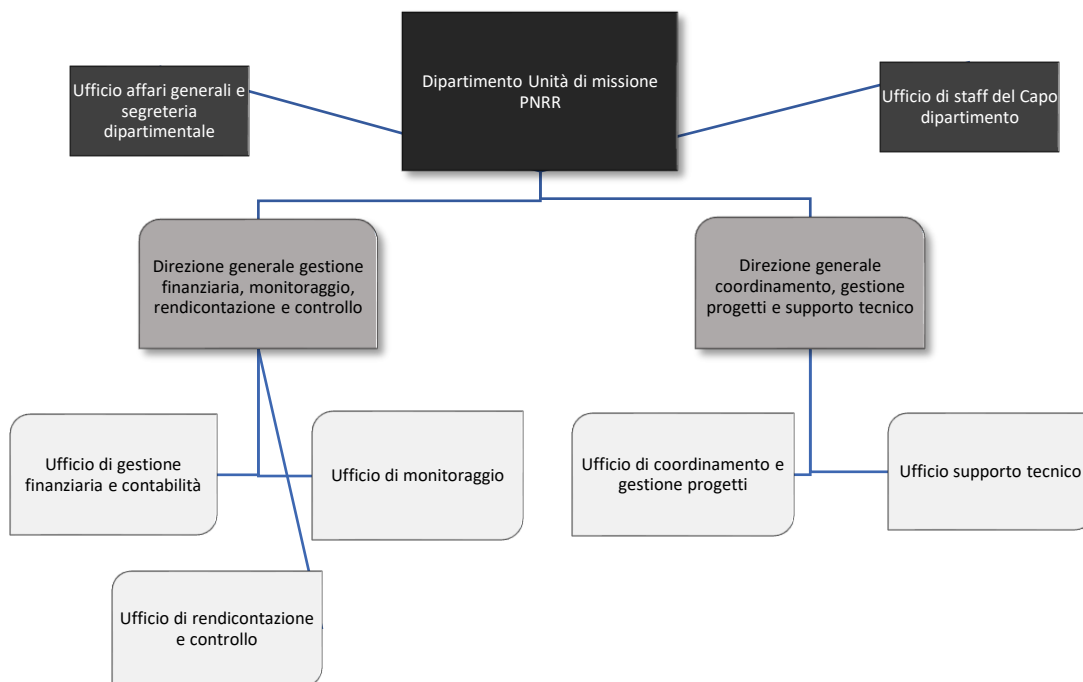 Dipartimento Unità di missione
PNRR
Ufficio affari generali e
segreteria
dipartimentale
Ufficio di staff del Capo
dipartimento
Direzione generale gestione
finanziaria, monitoraggio,
rendicontazione e controllo
Direzione generale
coordinamento, gestione
progetti e supporto tecnico
Ufficio di gestione
finanziaria e contabilità
Ufficio di monitoraggio
Ufficio di coordinamento e
gestione progetti
Ufficio supporto tecnico
Ufficio di rendicontazione
e controllo